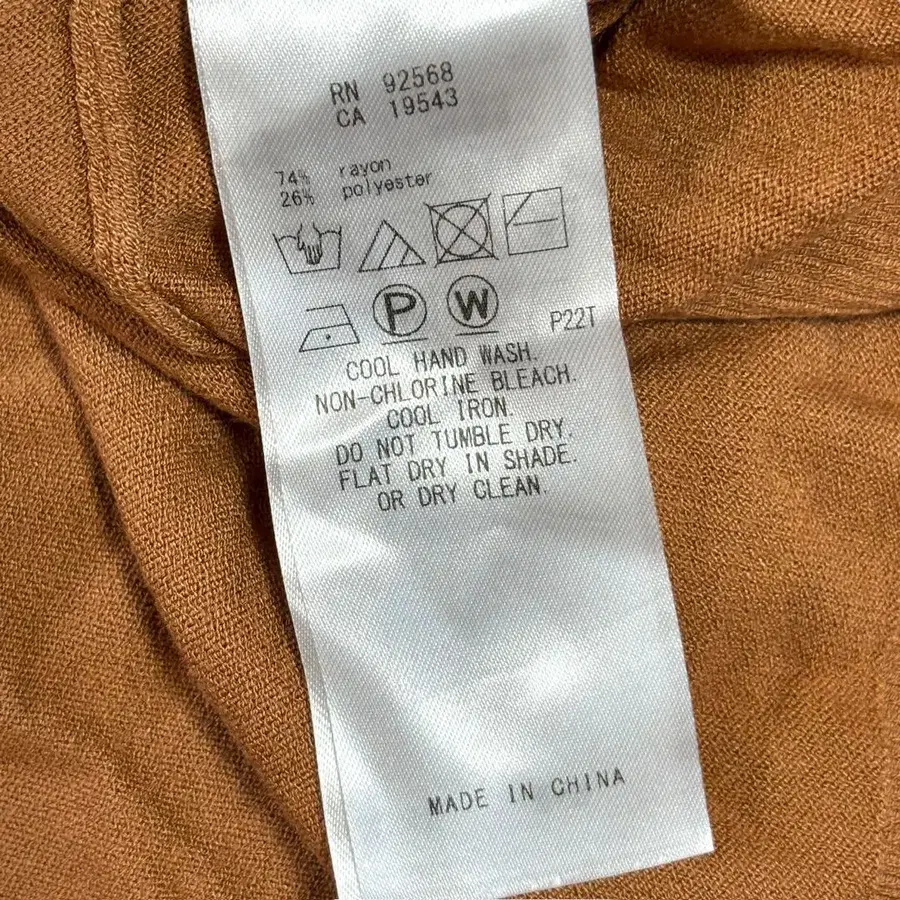 RN 92568
CA 19543
74% rayon
26% polyester
P W
P22T
COOL HAND WASH.
NON-CHLORINE BLEACH.
COOL IRON.
DO NOT TUMBLE DRY.
FLAT DRY IN SHADE.
OR DRY CLEAN.
MADE IN CHINA